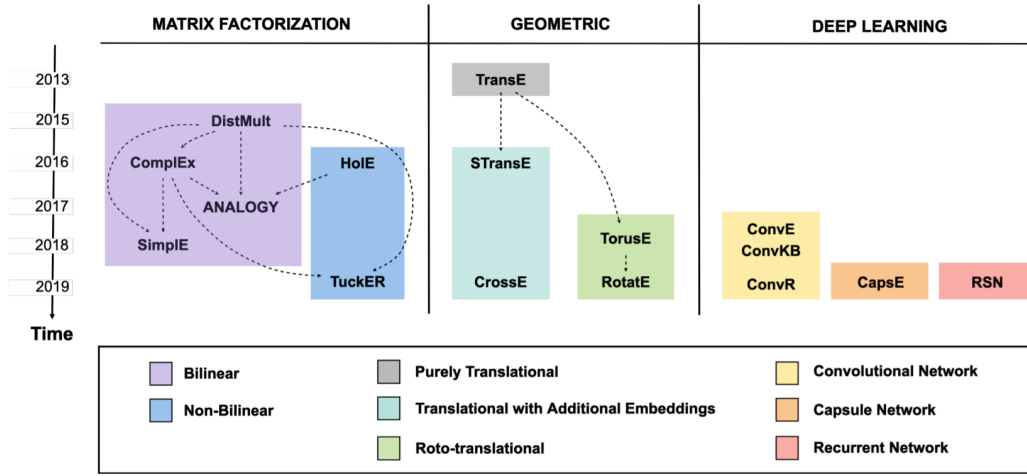 MATRIX FACTORIZATION GEOMETRIC DEEP LEARNING
2013 TransE
2015 DistMult
2016 ComplEx HolE STransE
2017 ANALOGY
ConvE
TorusE
2018 SimplE ConvKB
2019 TuckER CrossE RotatE ConvR CapsE RSN
Time
Bilinear Purely Translational Convolutional Network
Non-Bilinear Translational with Additional Embeddings Capsule Network
Roto-translational Recurrent Network